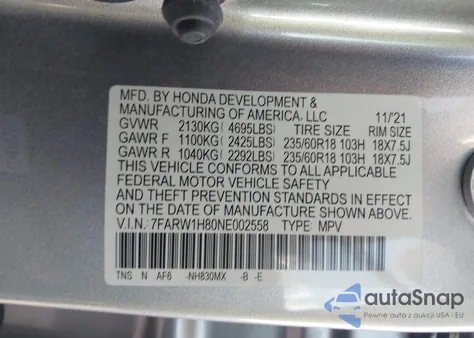 MFD. BY HONDA DEVELOPMENT &
MANUFACTURING OF AMERICA, LLC 11/21
GVWR 2130KG( 4695LBS) TIRE SIZE RIM SIZE
GAWR F 1100KG( 2425LBS) 235/60R18 103H 18X7.5J
GAWR R 1040KG( 2292LBS) 235/60R18 103H 18X7.5J
THIS VEHICLE CONFORMS TO ALL APPLICABLE
FEDERAL MOTOR VEHICLE SAFETY
AND THEFT PREVENTION STANDARDS IN EFFECT ON
THE DATE OF MANUFACTURE SHOWN ABOVE.
V.I.N.:7FARW1H80NE002558 TYPE: MPV
TNS N AF6 -NH830MX -B -E
autoSnap
Pewne auta z USA i EU